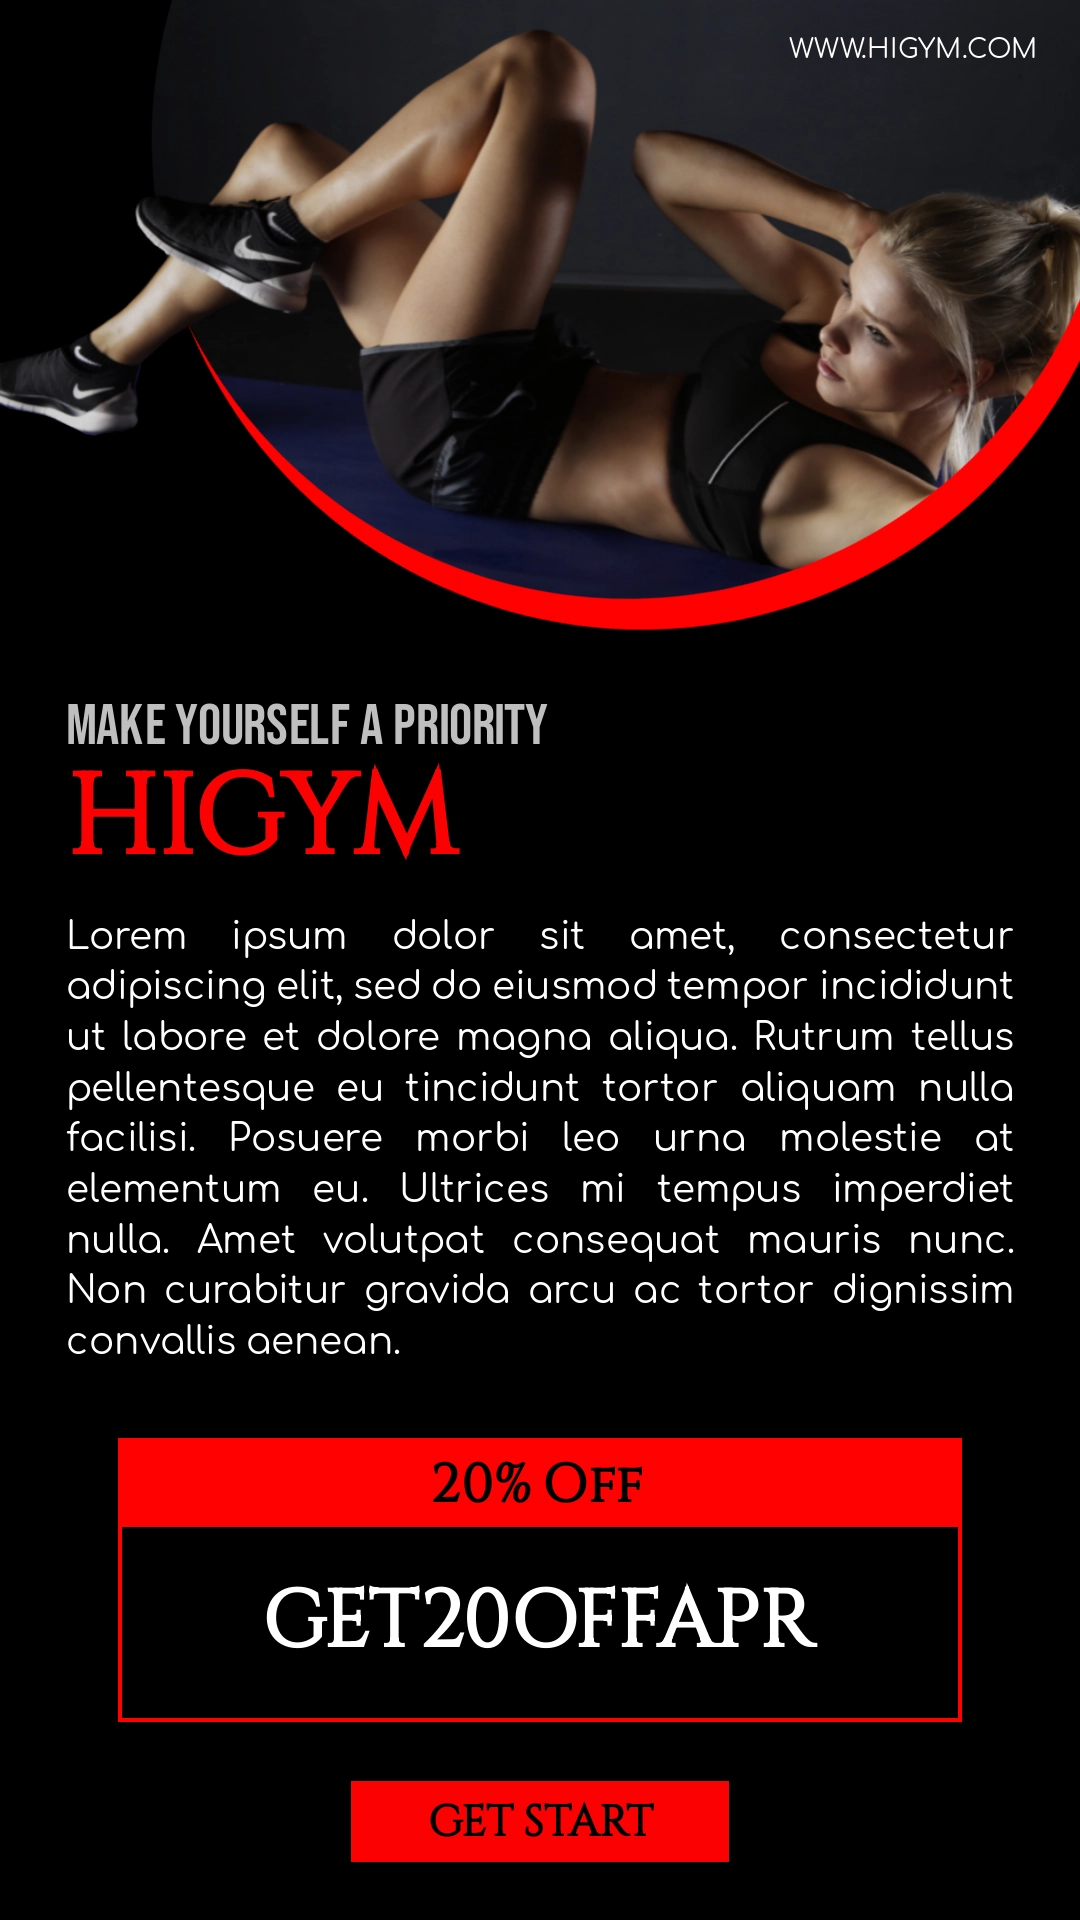 WWW.HIGYM.COM
MAKE YOURSELF A PRIORITY
HIGYM
Lorem ipsum dolor sit amet, consectetur
adipiscing elit, sed do eiusmod tempor incididunt
ut labore et dolore magna aliqua. Rutrum tellus
pellentesque eu tincidunt tortor aliquam nulla
facilisi. Posuere morbi leo urna molestie at
elementum eu. Ultrices mi tempus imperdiet
nulla. Amet volutpat consequat mauris nunc.
Non curabitur gravida arcu ac tortor dignissim
convallis aenean.
20% OFF
GET20OFFAPR
GET START